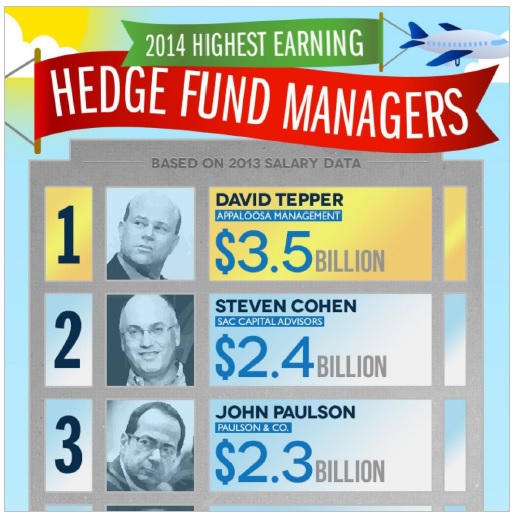 2014 HIGHEST EARNING
HEDGE FUND MANAGERS
BASED ON 2013 SALARY DATA
1
DAVID TEPPER
APPALOOSA MANAGEMENT
$3.5 BILLION
2
STEVEN COHEN
SAC CAPITAL ADVISORS
$2.4 BILLION
3
JOHN PAULSON
PAULSON & CO.
$2.3 BILLION